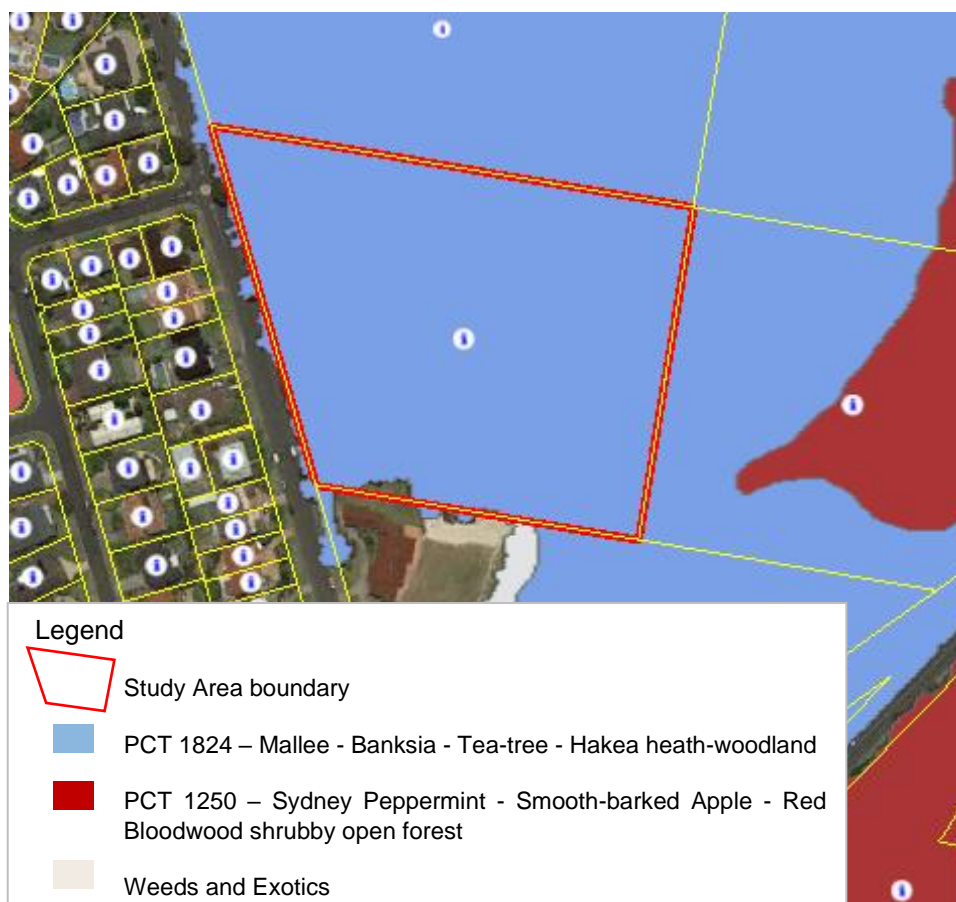 Legend
Study Area boundary
PCT 1824 – Mallee - Banksia - Tea-tree - Hakea heath-woodland
PCT 1250 – Sydney Peppermint - Smooth-barked Apple - Red
Bloodwood shrubby open forest
Weeds and Exotics